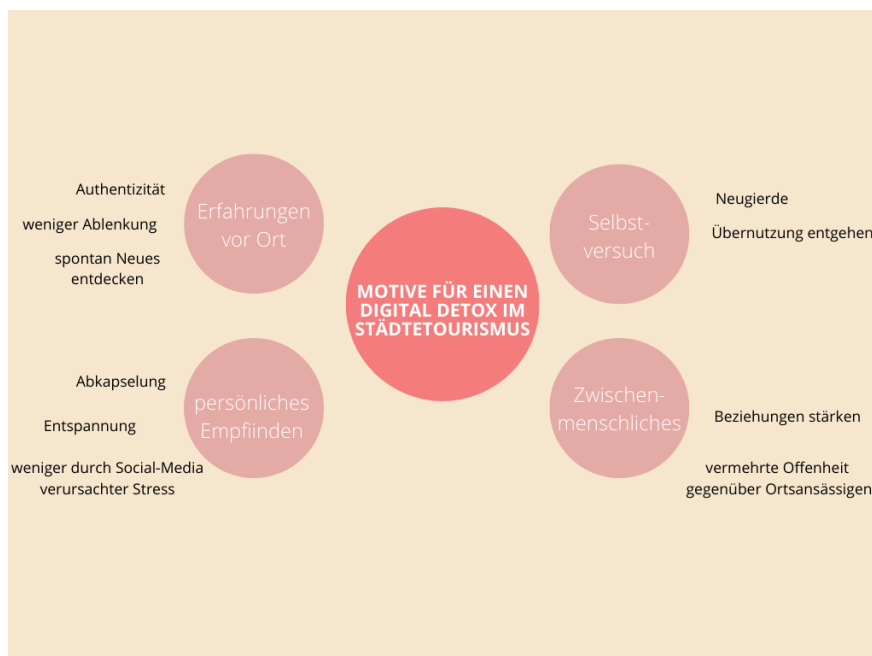 MOTIVE FÜR EINEN
DIGITAL DETOX IM
STÄDTETOURISMUS
Erfahrungen
vor Ort
Authentizität
weniger Ablenkung
spontan Neues
entdecken
persönliches
Empfiinden
Abkapselung
Entspannung
weniger durch Social-Media
verursachter Stress
Selbst-
versuch
Neugierde
Übernutzung entgehen
Zwischen-
menschliches
Beziehungen stärken
vermehrte Offenheit
gegenüber Ortsansässigen